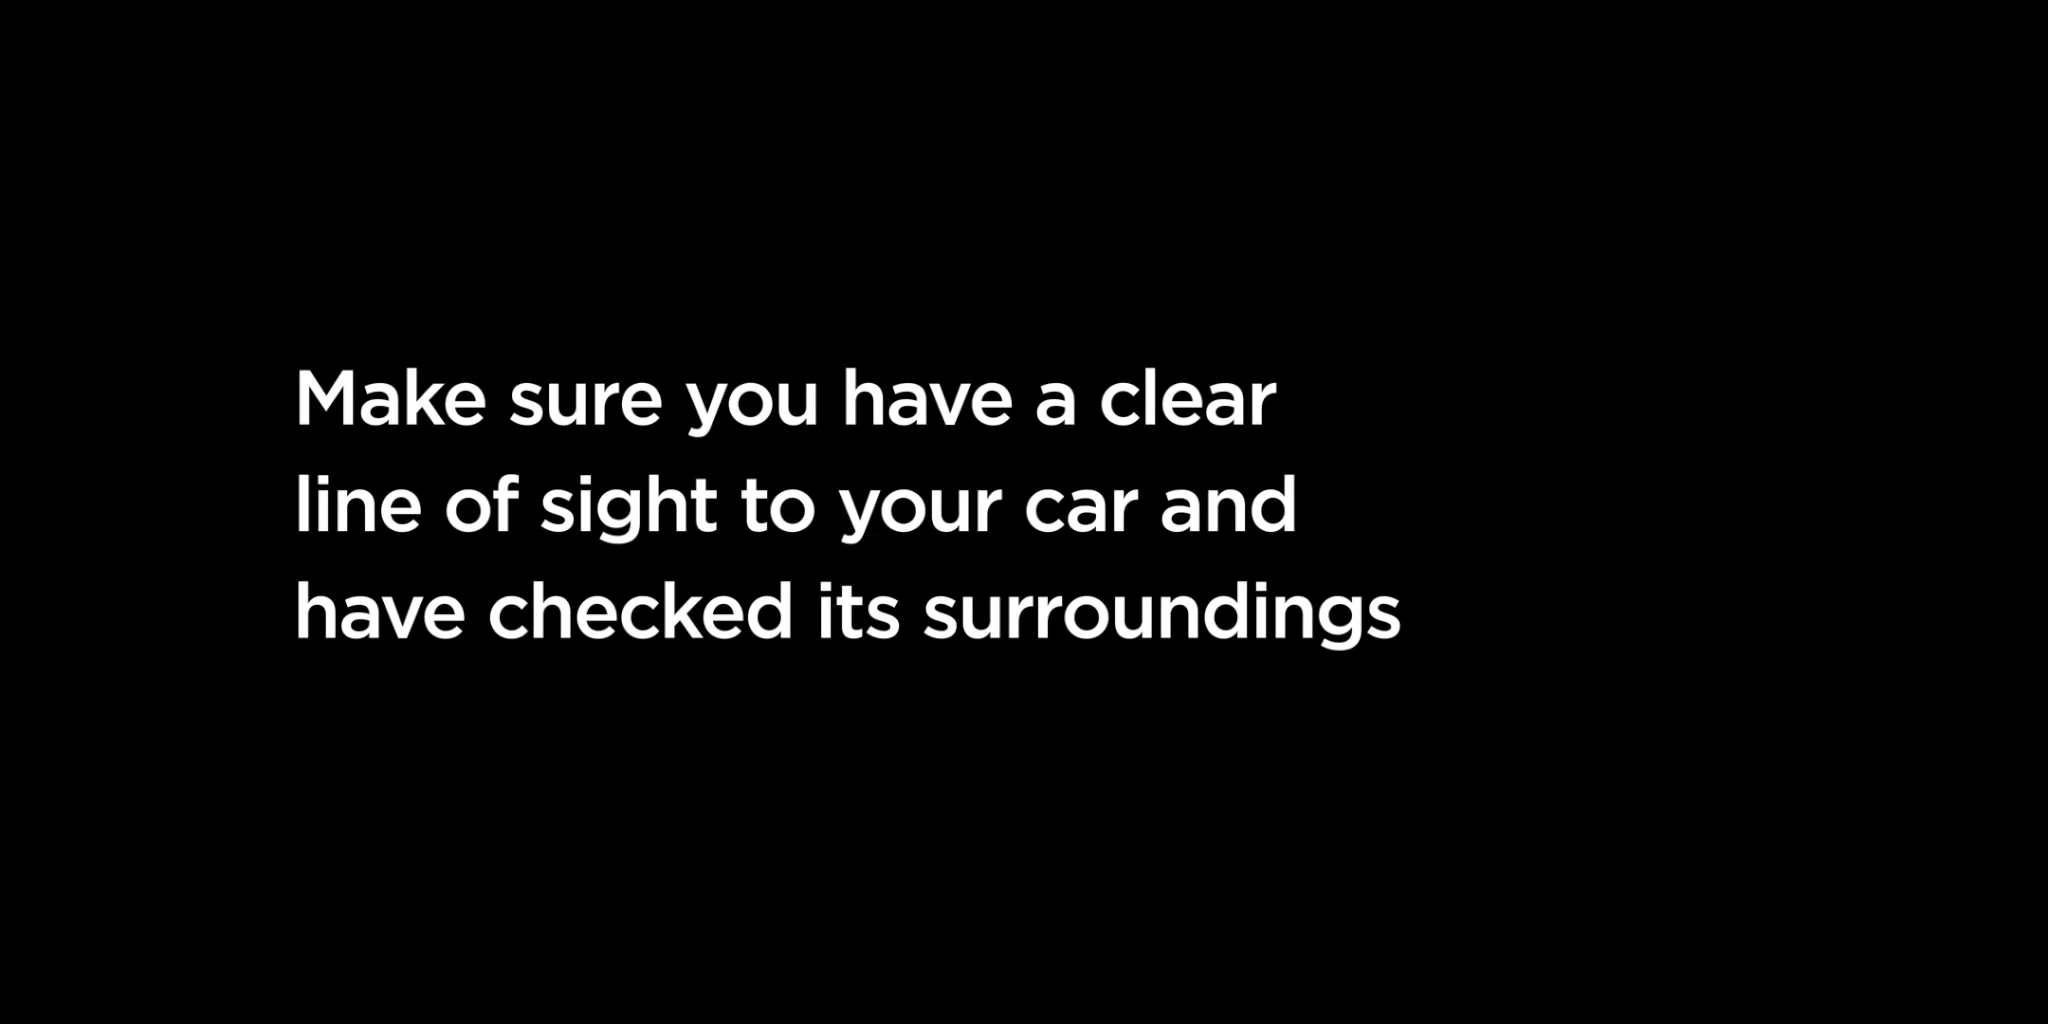 Make sure you have a clear
line of sight to your car and
have checked its surroundings